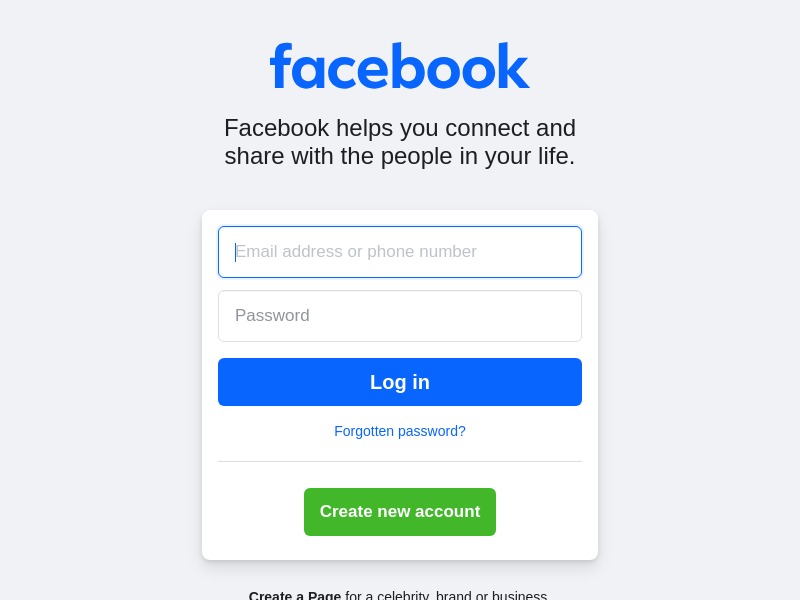 facebook
Facebook helps you connect and
share with the people in your life.
Email address or phone number
Password
Log in
Forgotten password?
Create new account
Create a Page for a celebrity, brand or business